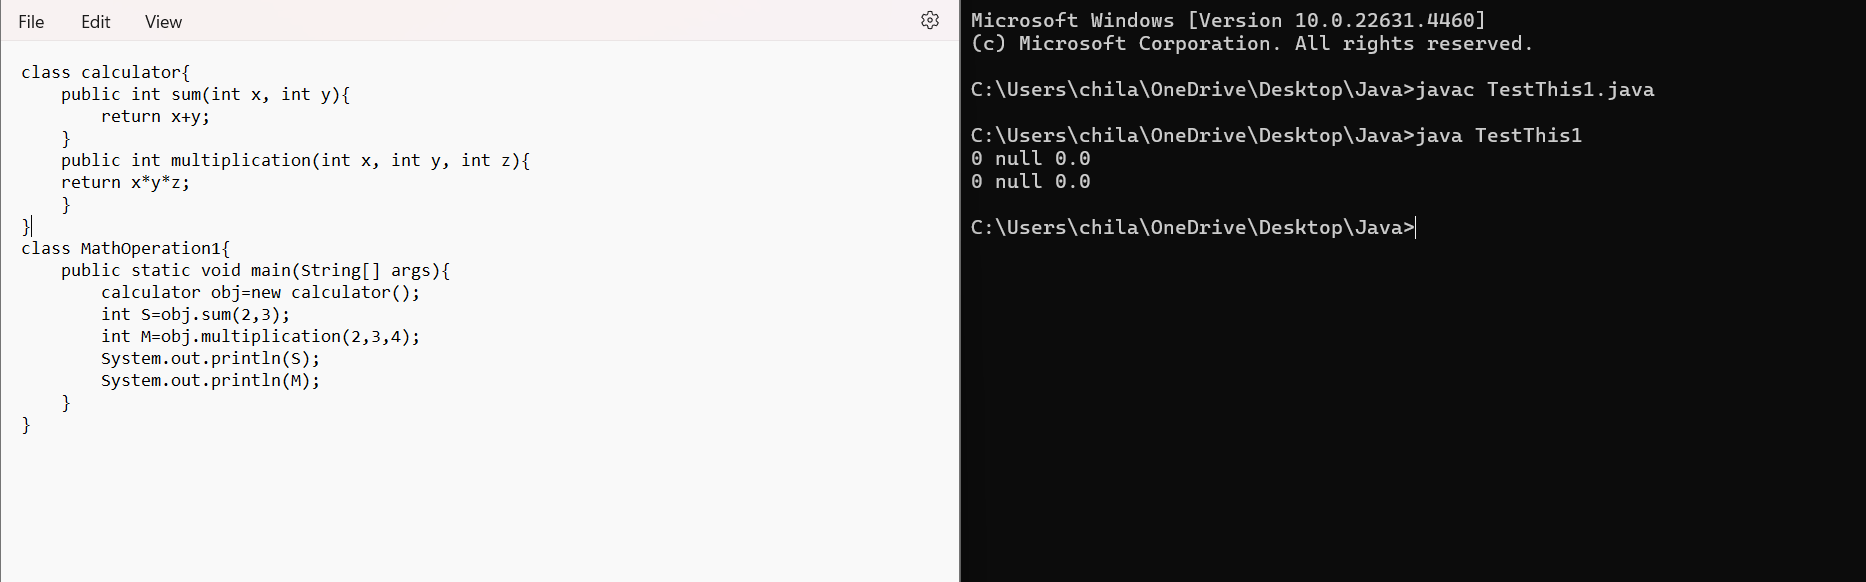 File Edit View
class calculator{
    public int sum(int x, int y){
        return x+y;
    }
    public int multiplication(int x, int y, int z){
    return x*y*z;
    }
}
class MathOperation1{
    public static void main(String[] args){
        calculator obj=new calculator();
        int S=obj.sum(2,3);
        int M=obj.multiplication(2,3,4);
        System.out.println(S);
        System.out.println(M);
    }
}
Microsoft Windows [Version 10.0.22631.4460]
(c) Microsoft Corporation. All rights reserved.
C:\Users\chila\OneDrive\Desktop\Java>javac TestThis1.java
C:\Users\chila\OneDrive\Desktop\Java>java TestThis1
0 null 0.0
0 null 0.0
C:\Users\chila\OneDrive\Desktop\Java>